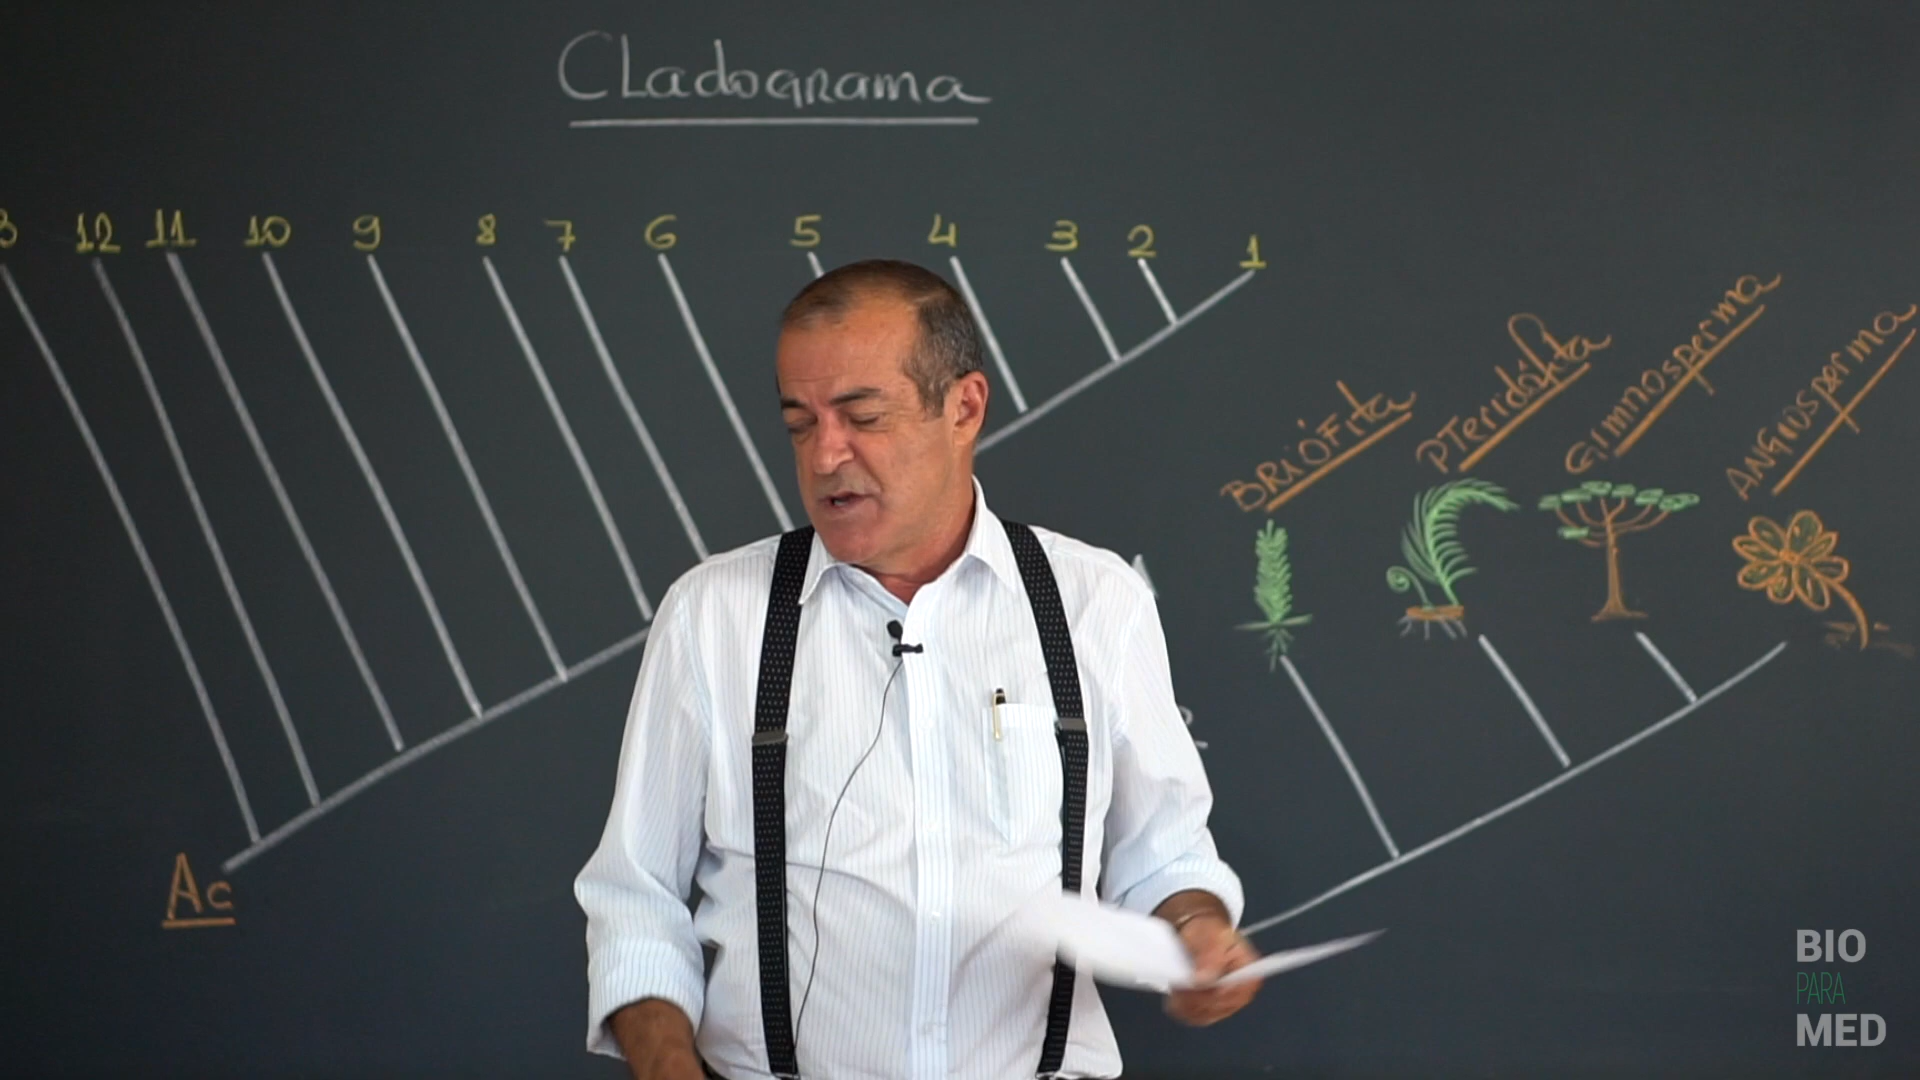 Cladograma
3 12 11 10 9 8 7 6 5 4 3 2 1
BRIÓFITA
PTERIDÓFITA
GIMNOSPERMA
ANGIOSPERMA
Ac
BIO
PARA
MED